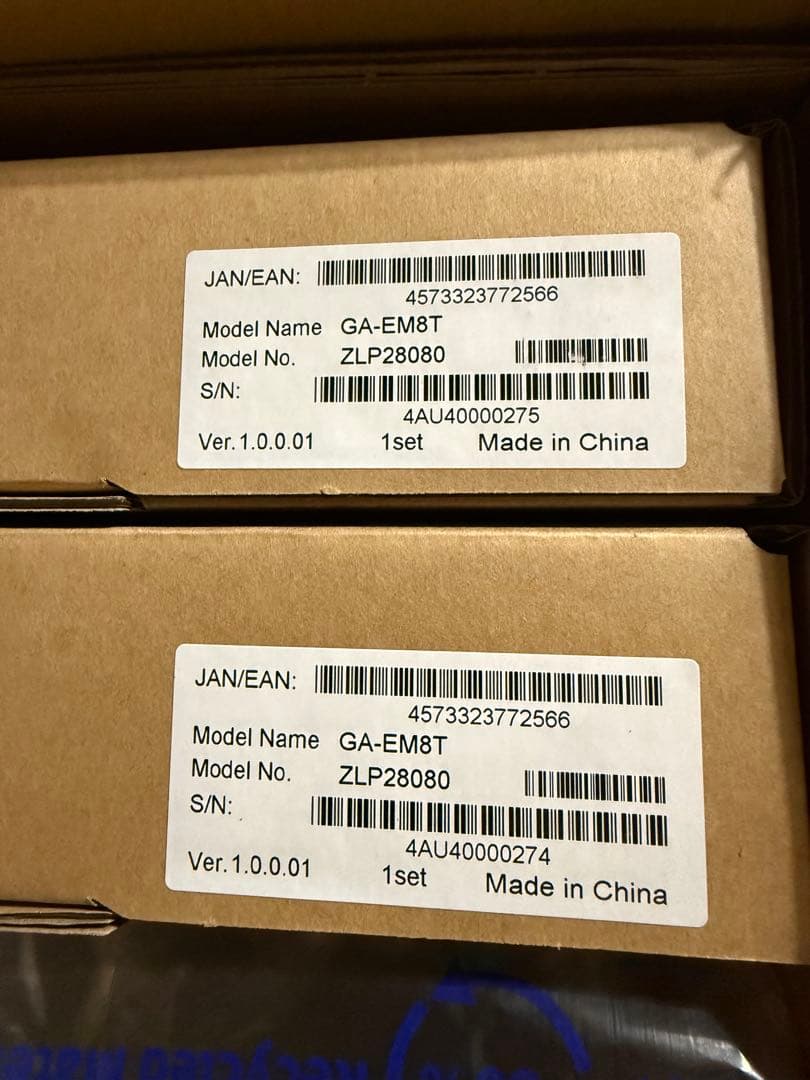 JAN/EAN:
4573323772566
Model Name GA-EM8T
Model No. ZLP28080
S/N:
4AU40000275
Ver.1.0.0.01 1set Made in China
JAN/EAN:
4573323772566
Model Name GA-EM8T
Model No. ZLP28080
S/N:
4AU40000274
Ver.1.0.0.01 1set Made in China